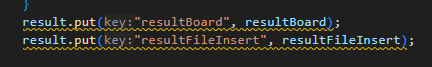 }
result.put(key:"resultBoard", resultBoard);
result.put(key:"resultFileInsert", resultFileInsert);